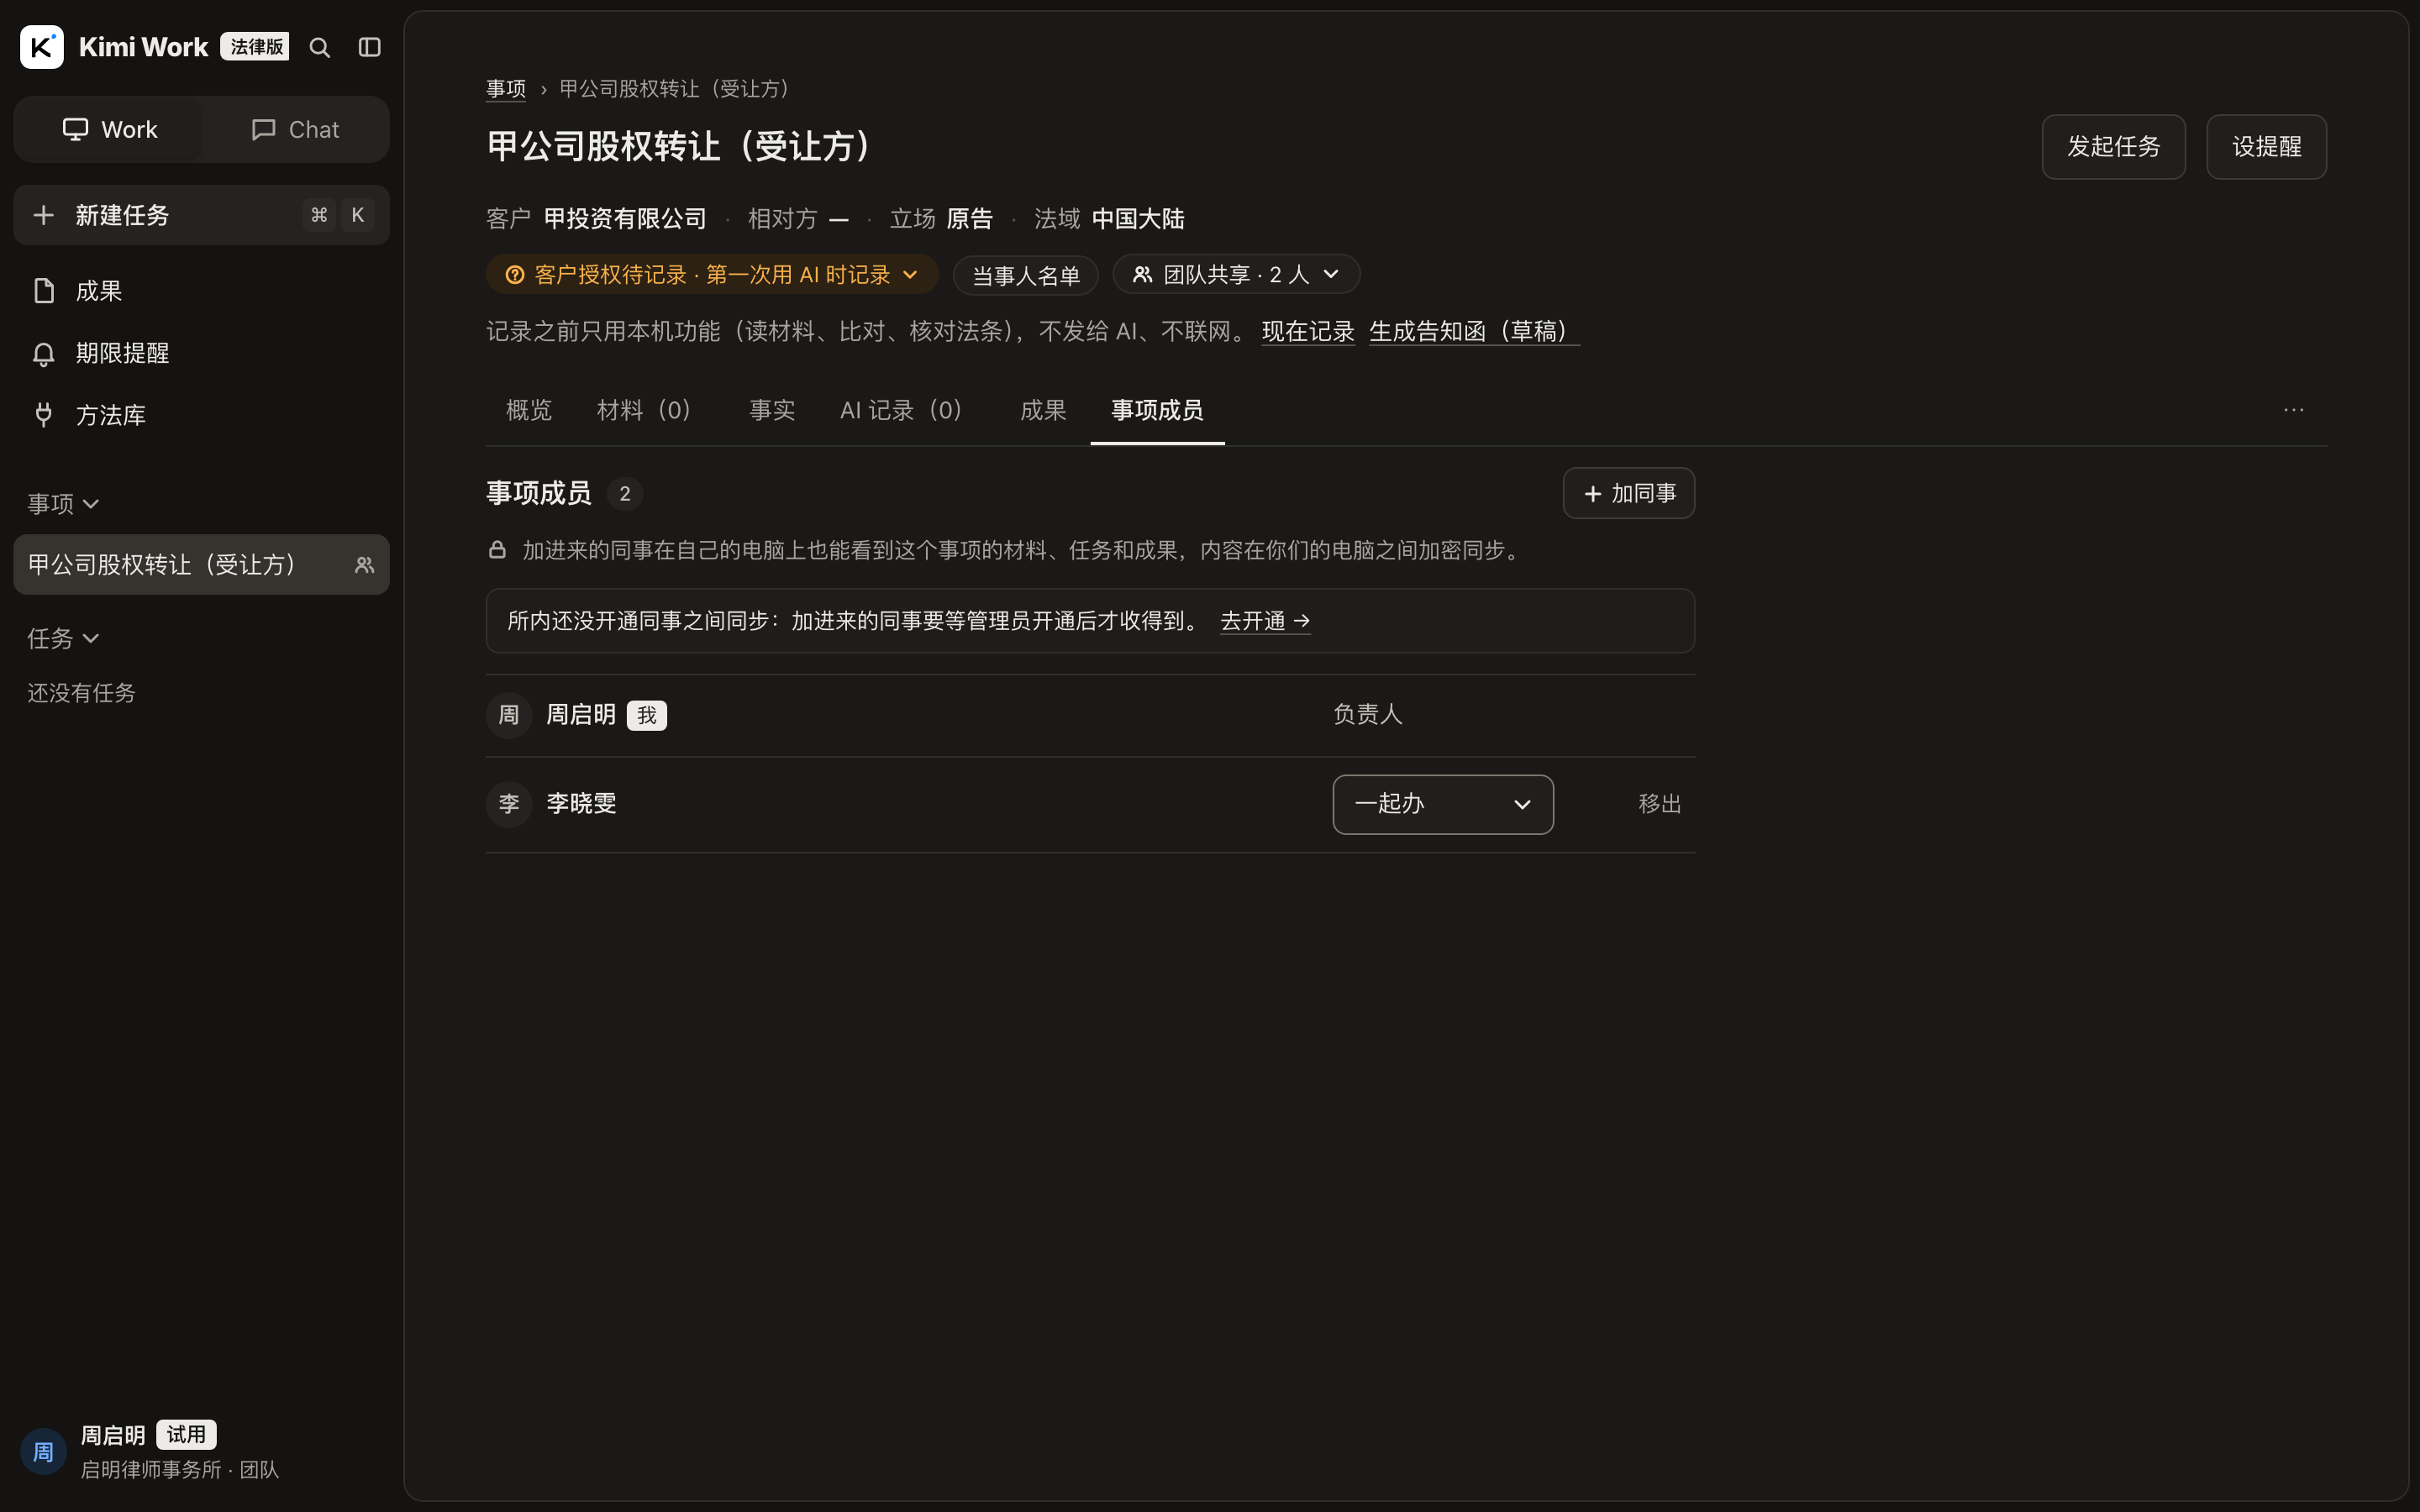 Kimi Work 法律版
Work
Chat
新建任务 ⌘ K
成果
期限提醒
方法库
事项
甲公司股权转让（受让方）
任务
还没有任务
周 周启明 试用
启明律师事务所 · 团队
事项 › 甲公司股权转让（受让方）
甲公司股权转让（受让方）
发起任务
设提醒
客户 甲投资有限公司 · 相对方 — · 立场 原告 · 法域 中国大陆
客户授权待记录 · 第一次用 AI 时记录
当事人名单
团队共享 · 2 人
记录之前只用本机功能（读材料、比对、核对法条），不发给 AI、不联网。 现在记录 生成告知函（草稿）
概览 材料（0） 事实 AI 记录（0） 成果 事项成员 ···
事项成员 2
+ 加同事
加进来的同事在自己的电脑上也能看到这个事项的材料、任务和成果，内容在你们的电脑之间加密同步。
所内还没开通同事之间同步：加进来的同事要等管理员开通后才收得到。 去开通 →
周 周启明 我 负责人
李 李晓雯 一起办 移出